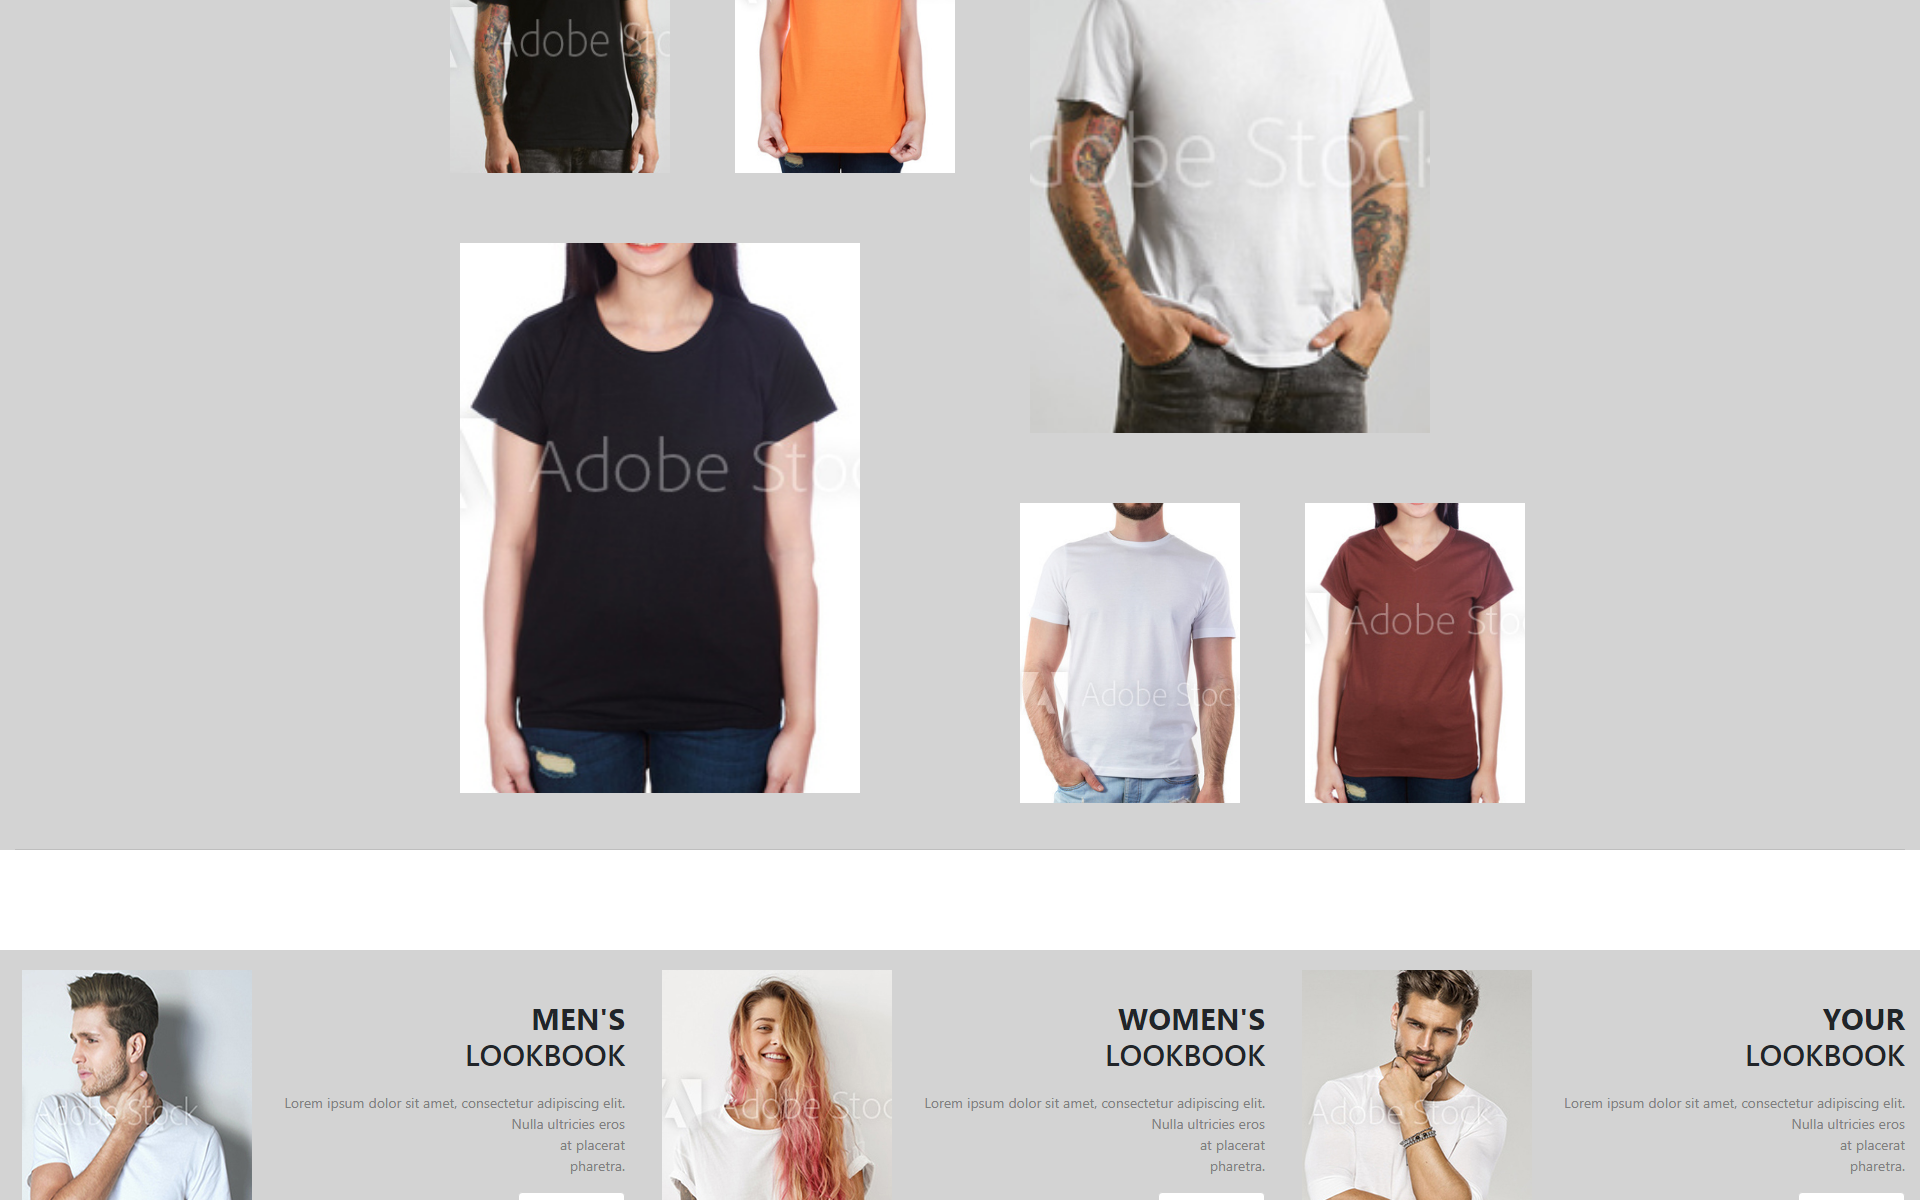 Adobe Stoc
dobe Stock
Adobe Stoc
Adobe Sto
Adobe Stoc
MEN'S
LOOKBOOK
Lorem ipsum dolor sit amet, consectetur adipiscing elit.
Nulla ultricies eros
at placerat
pharetra.
Adobe Stock
WOMEN'S
LOOKBOOK
Lorem ipsum dolor sit amet, consectetur adipiscing elit.
Nulla ultricies eros
at placerat
pharetra.
Adobe Stoc
YOUR
LOOKBOOK
Lorem ipsum dolor sit amet, consectetur adipiscing elit.
Nulla ultricies eros
at placerat
pharetra.
Adobe Stock